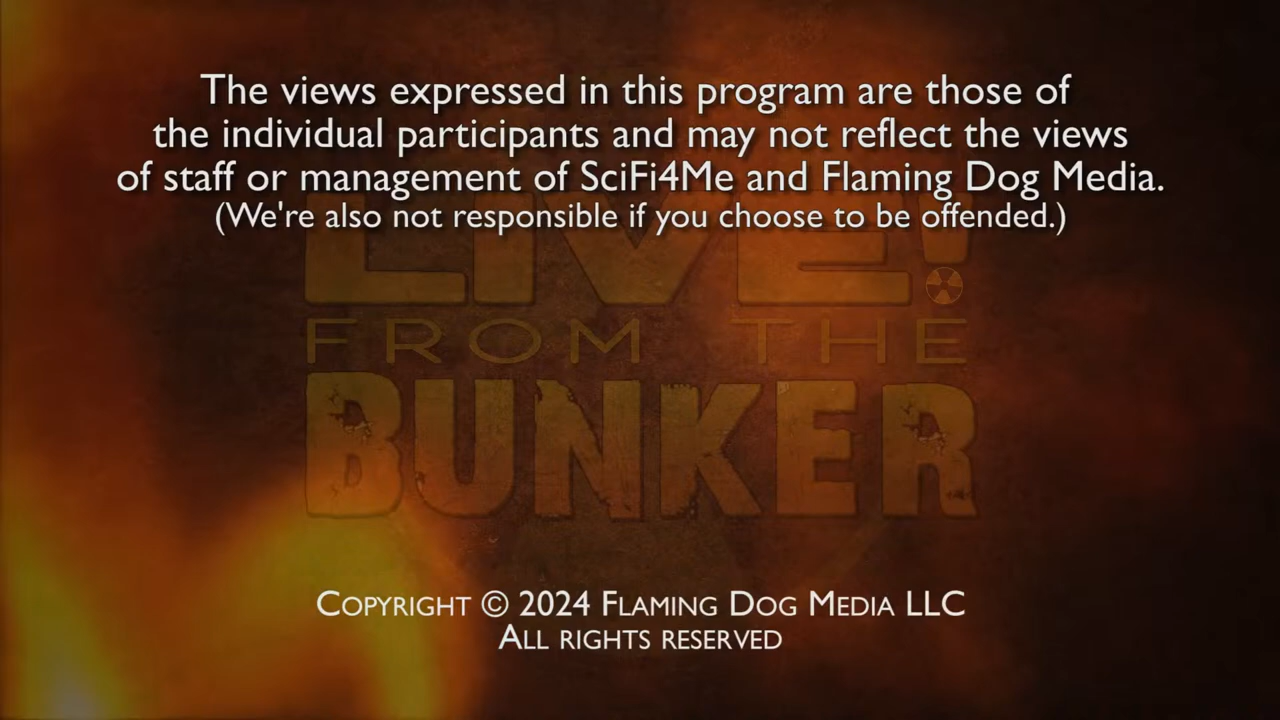 The views expressed in this program are those of
the individual participants and may not reflect the views
of staff or management of SciFi4Me and Flaming Dog Media.
(We're also not responsible if you choose to be offended.)
LIVE!
FROM THE
BUNKER
COPYRIGHT © 2024 FLAMING DOG MEDIA LLC
ALL RIGHTS RESERVED